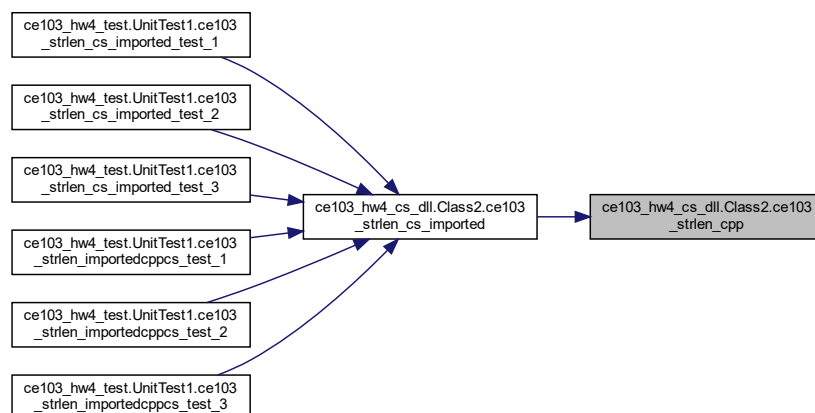 ce103_hw4_test.UnitTest1.ce103
_strlen_cs_imported_test_1
ce103_hw4_test.UnitTest1.ce103
_strlen_cs_imported_test_2
ce103_hw4_test.UnitTest1.ce103
_strlen_cs_imported_test_3
ce103_hw4_test.UnitTest1.ce103
_strlen_importedcppcs_test_1
ce103_hw4_test.UnitTest1.ce103
_strlen_importedcppcs_test_2
ce103_hw4_test.UnitTest1.ce103
_strlen_importedcppcs_test_3
ce103_hw4_cs_dll.Class2.ce103
_strlen_cs_imported
ce103_hw4_cs_dll.Class2.ce103
_strlen_cpp